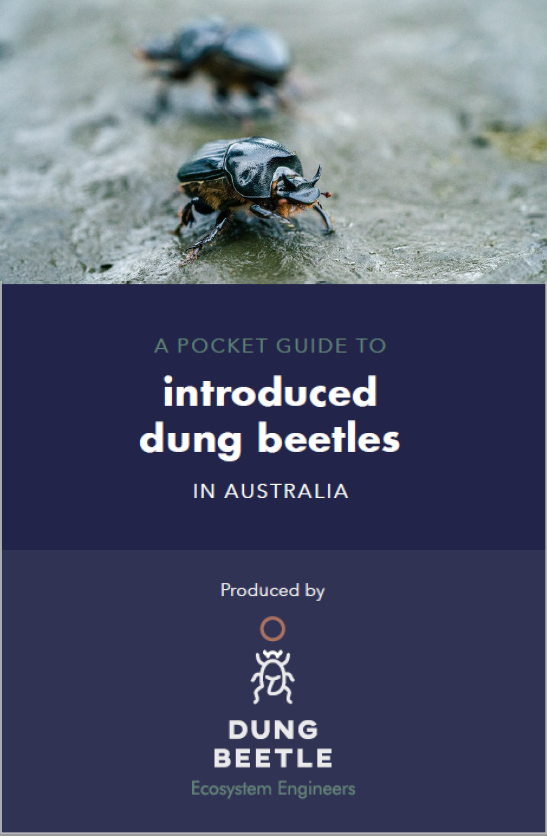 A POCKET GUIDE TO
introduced
dung beetles
IN AUSTRALIA
Produced by
DUNG
BEETLE
Ecosystem Engineers